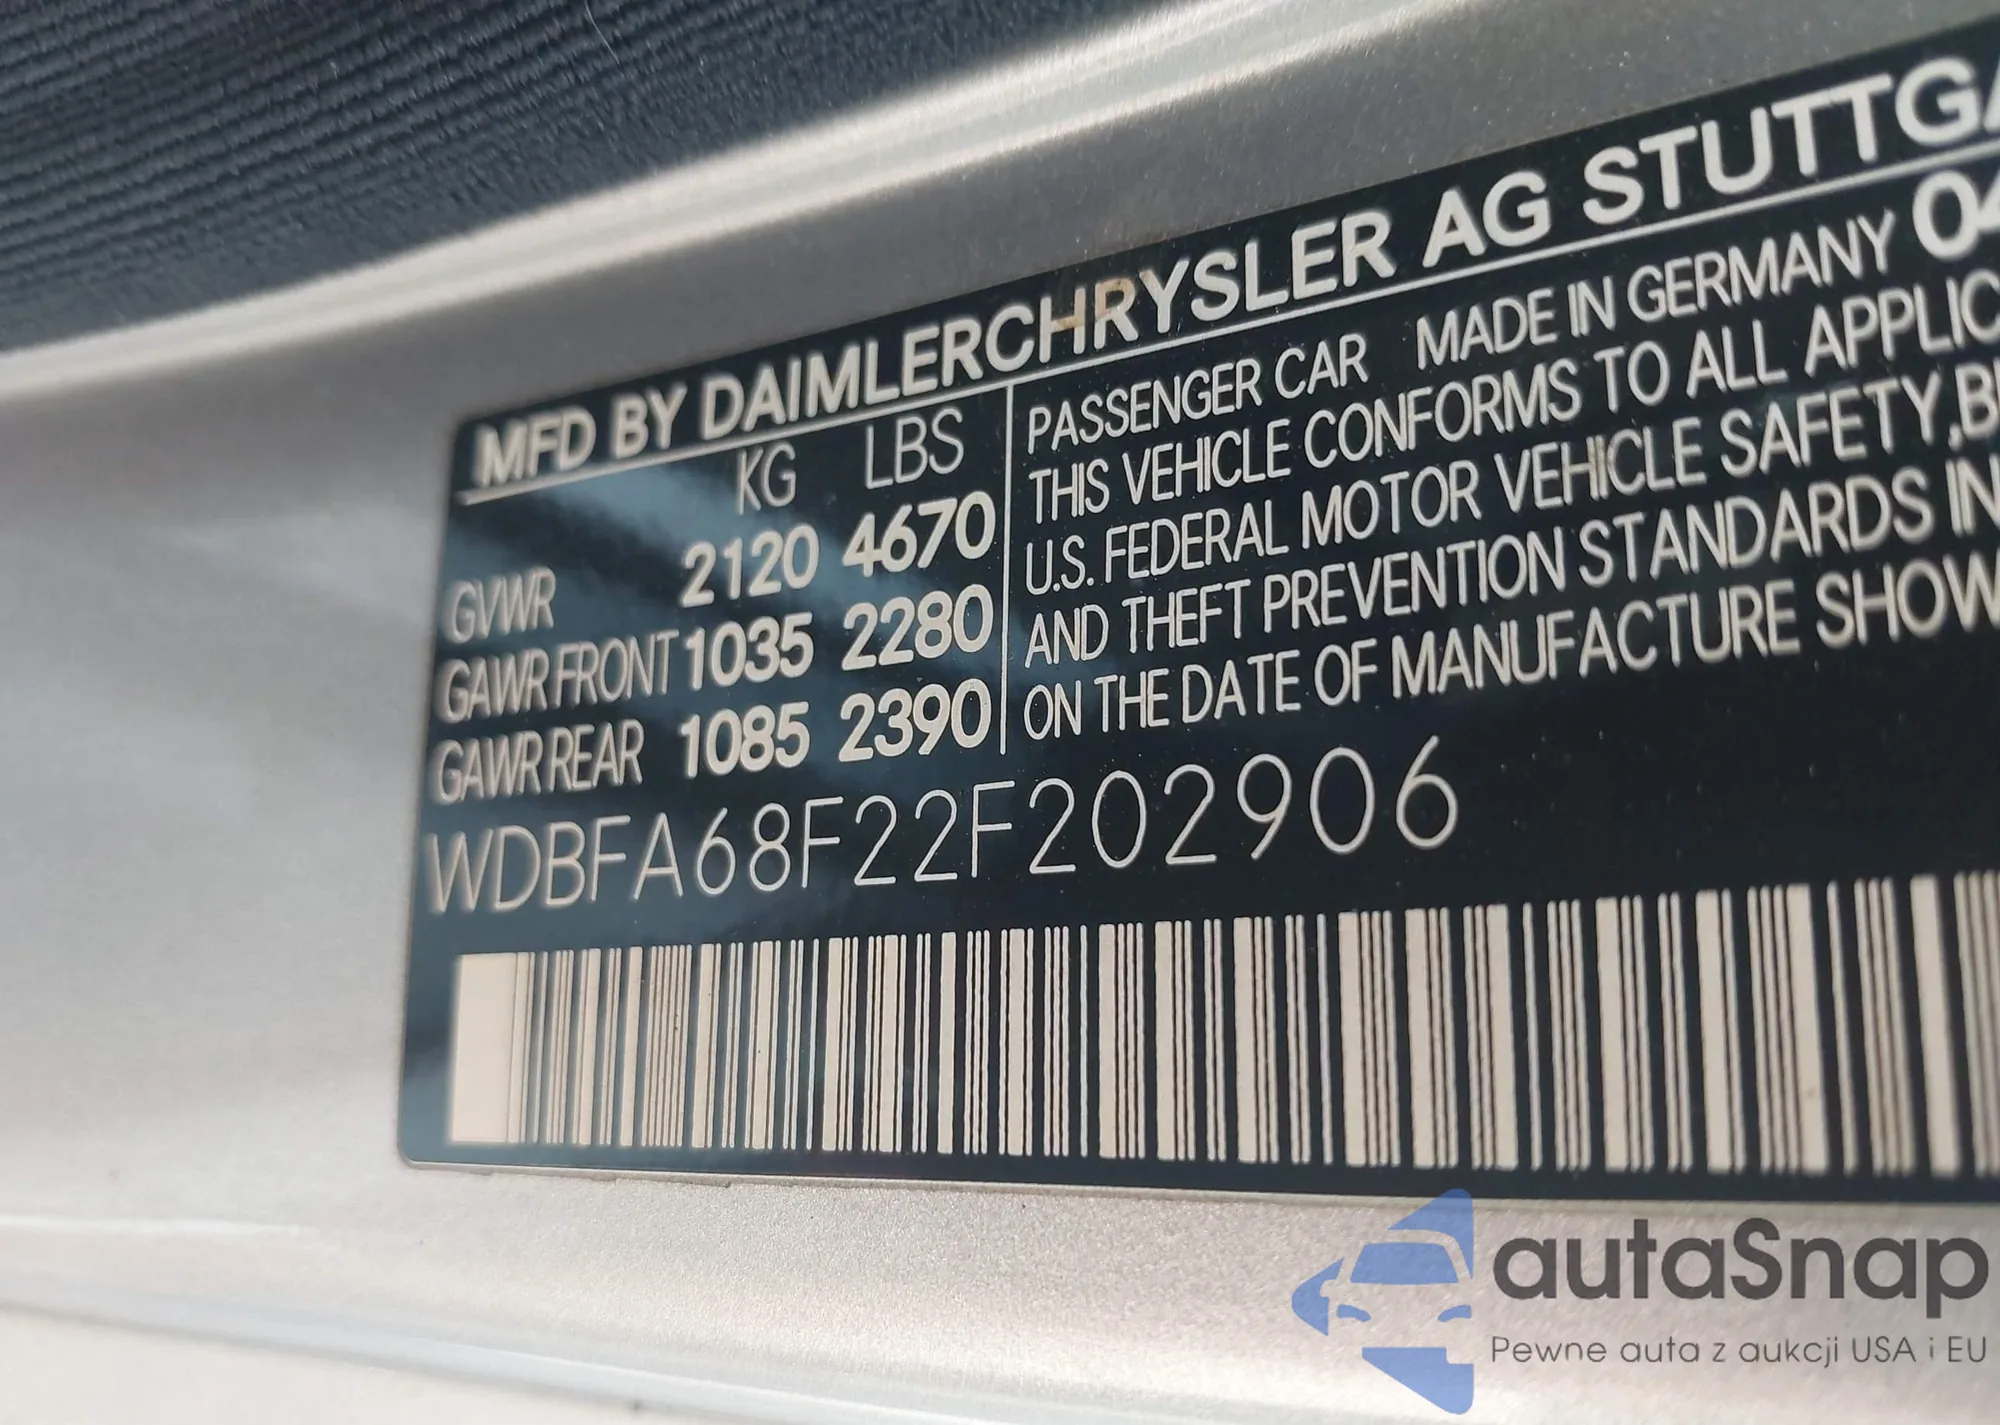 MFD BY DAIMLERCHRYSLER AG STUTTGA
KG LBS
GVWR 2120 4670
GAWR FRONT 1035 2280
GAWR REAR 1085 2390
PASSENGER CAR MADE IN GERMANY 04
THIS VEHICLE CONFORMS TO ALL APPLIC
U.S. FEDERAL MOTOR VEHICLE SAFETY,B
AND THEFT PREVENTION STANDARDS IN
ON THE DATE OF MANUFACTURE SHOW
WDBFA68F22F202906
autaSnap
Pewne auta z aukcji USA i EU